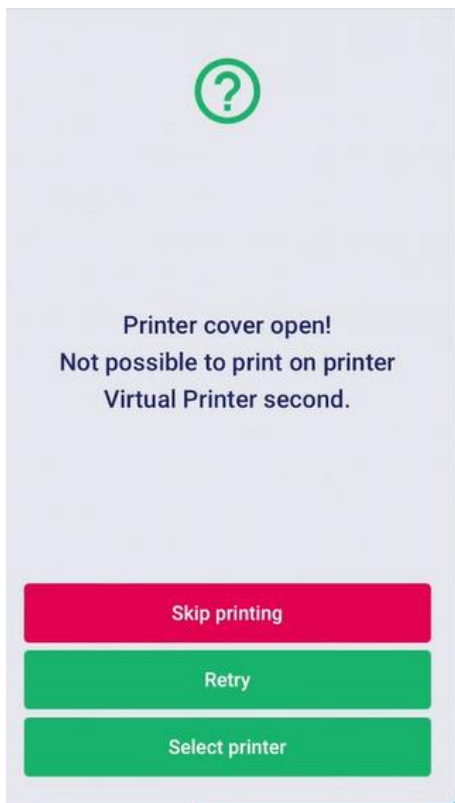 ?
Printer cover open!
Not possible to print on printer
Virtual Printer second.
Skip printing
Retry
Select printer